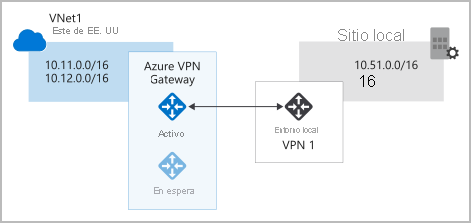 VNet1
Este de EE. UU
10.11.0.0/16
10.12.0.0/16
Azure VPN
Gateway
Activo
En espera
Entorno local
VPN 1
Sitio local
10.51.0.0/16
16